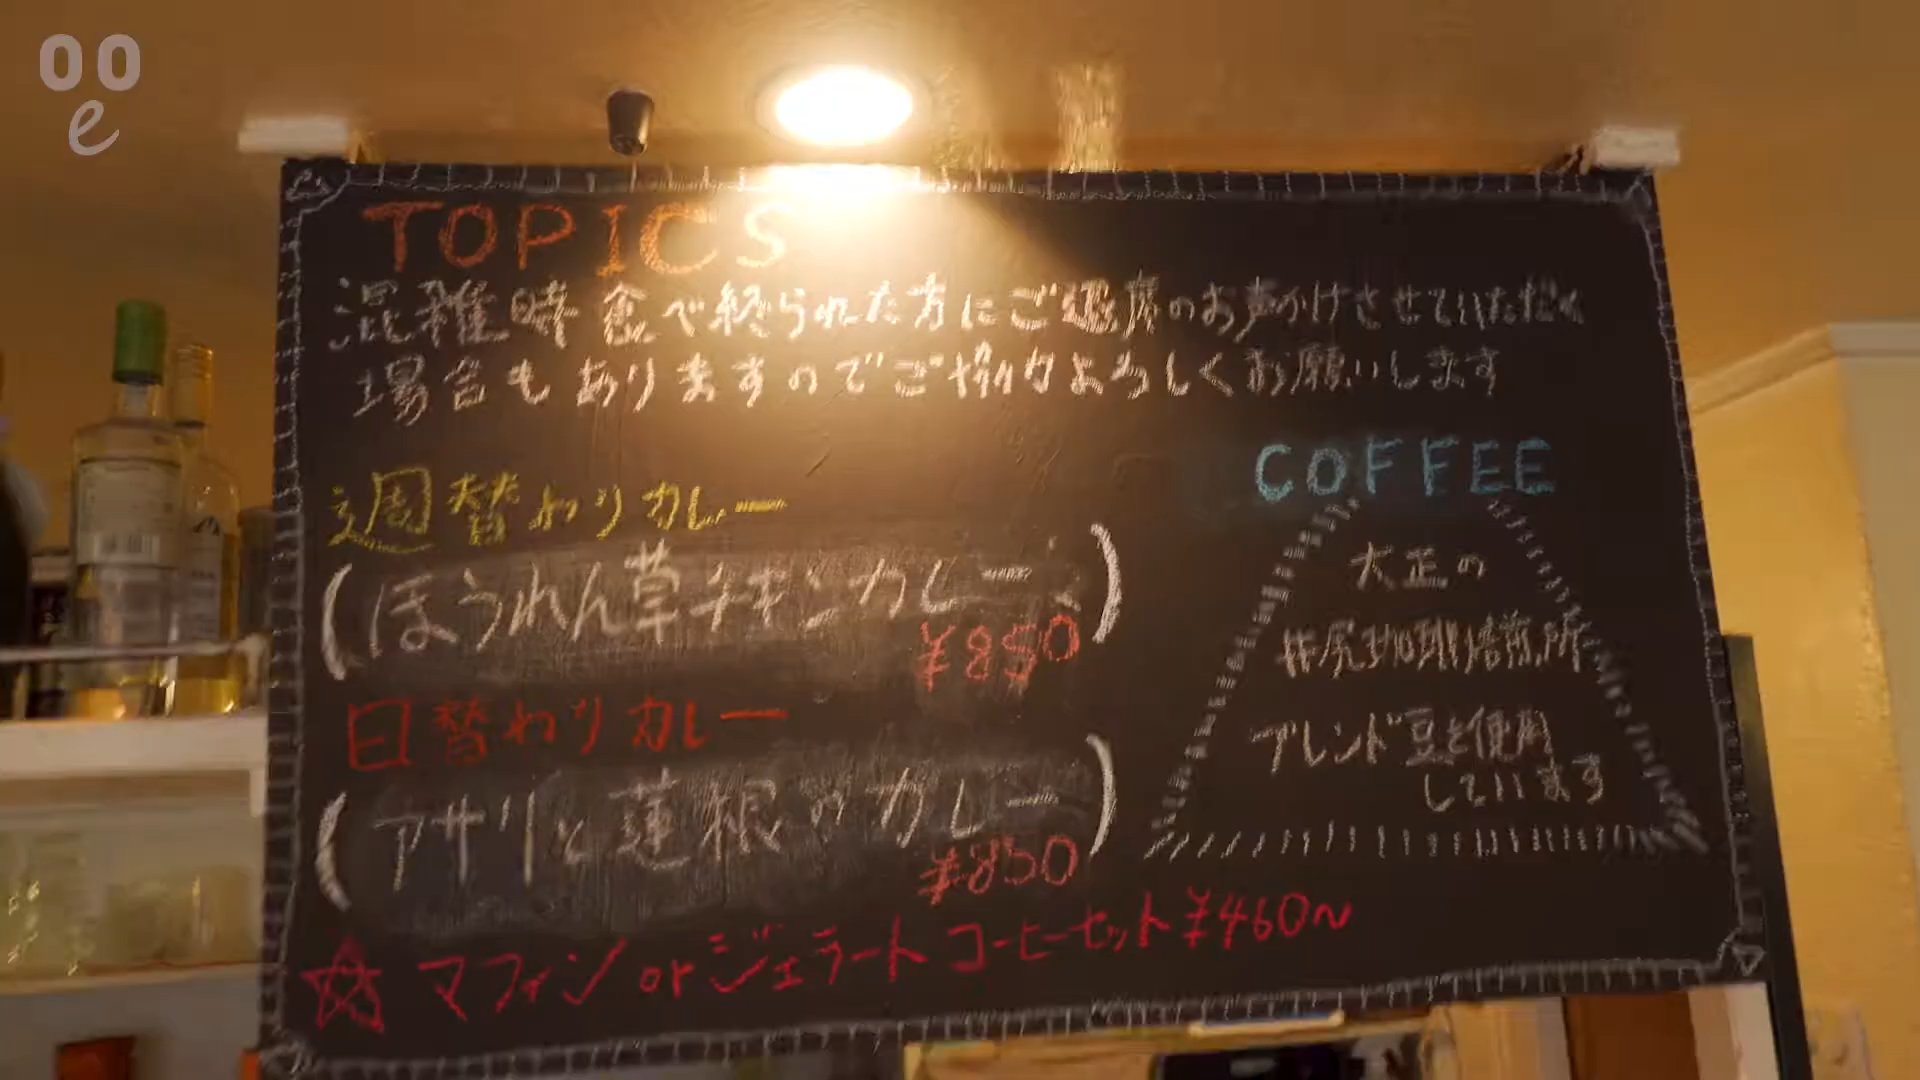 ooe
TOPICS
混雑時食べ終られた方にご退席のお声かけさせていただく
場合もありますのでご協力よろしくお願いします
週替わりカレー
(ほうれん草チキンカレー)
¥850
日替わりカレー
(アサリと蓮根のカレー)
¥850
☆マフィン or ジェラート コーヒーセット ¥460~
COFFEE
大正の
井尻珈琲焙煎所
ブレンド豆を使用
しています